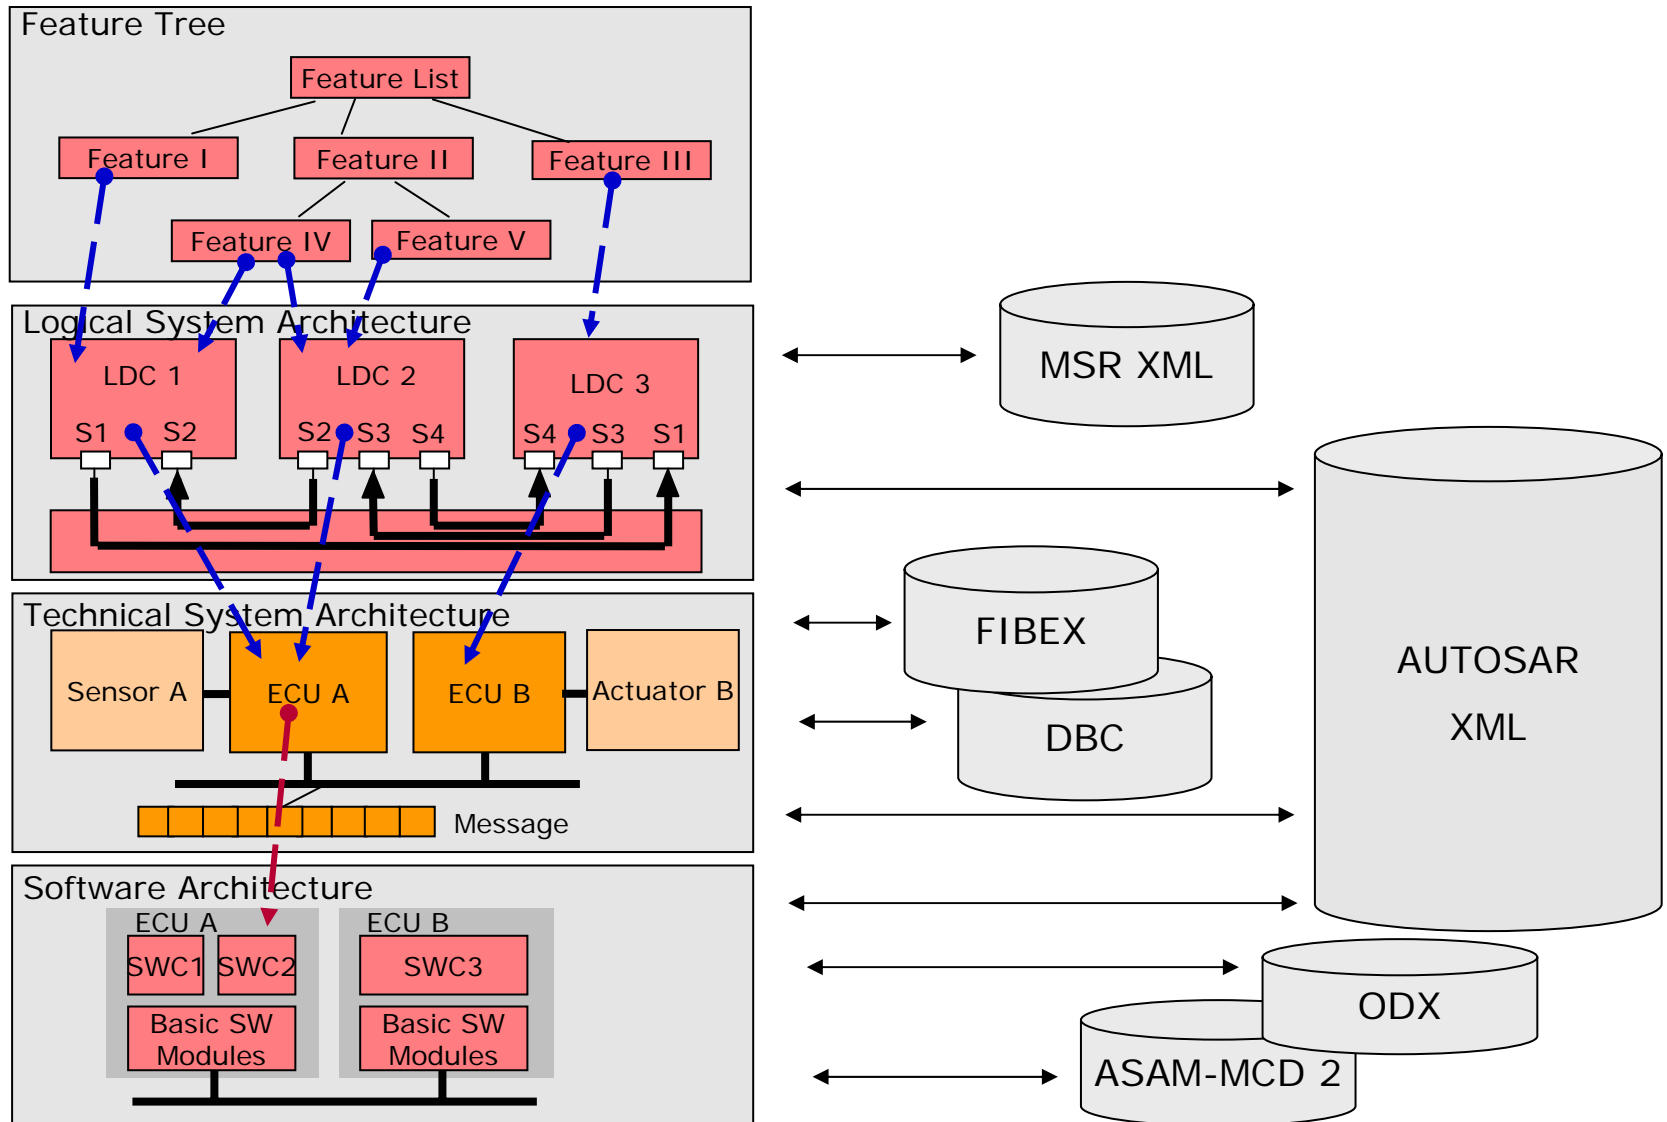 Feature Tree
Feature List
Feature I
Feature II
Feature III
Feature IV
Feature V
Logical System Architecture
LDC 1
LDC 2
LDC 3
S1 S2
S2 S3 S4
S4 S3 S1
Technical System Architecture
Sensor A
ECU A
ECU B
Actuator B
Message
Software Architecture
ECU A
ECU B
SWC1
SWC2
SWC3
Basic SW
Modules
Basic SW
Modules
MSR XML
AUTOSAR
XML
FIBEX
DBC
ODX
ASAM-MCD 2